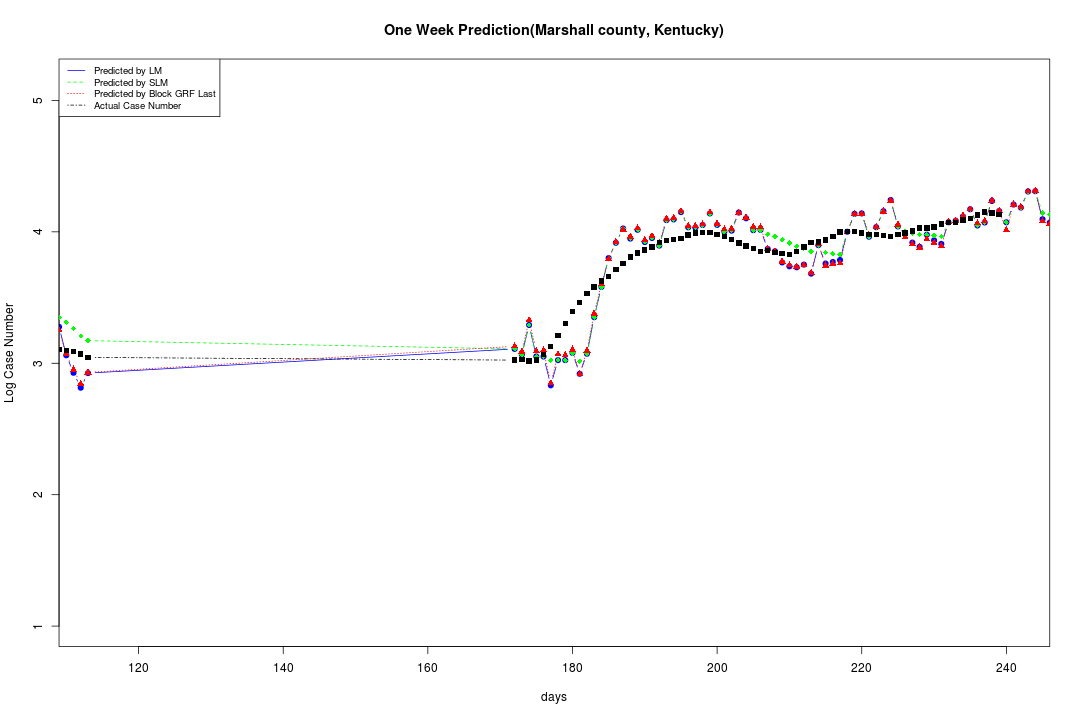 One Week Prediction(Marshall county, Kentucky)
Predicted by LM
Predicted by SLM
Predicted by Block GRF Last
Actual Case Number
5
4
3
2
1
Log Case Number
120 140 160 180 200 220 240
days